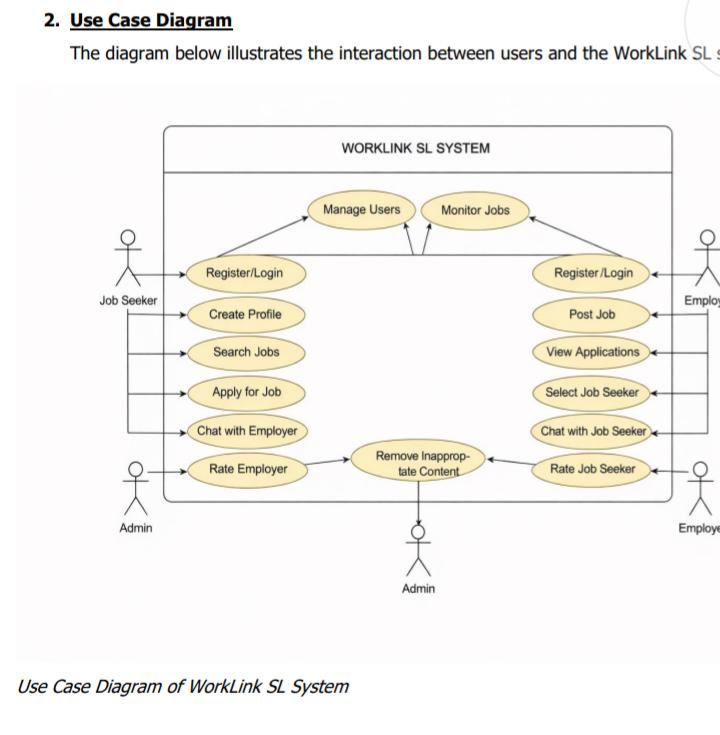 2. Use Case Diagram
The diagram below illustrates the interaction between users and the WorkLink SL
WORKLINK SL SYSTEM
Manage Users
Monitor Jobs
Register/Login
Register/Login
Job Seeker
Create Profile
Post Job
Search Jobs
View Applications
Apply for Job
Select Job Seeker
Chat with Employer
Chat with Job Seeker
Remove Inapprop-
tate Content
Rate Employer
Rate Job Seeker
Admin
Admin
Use Case Diagram of WorkLink SL System